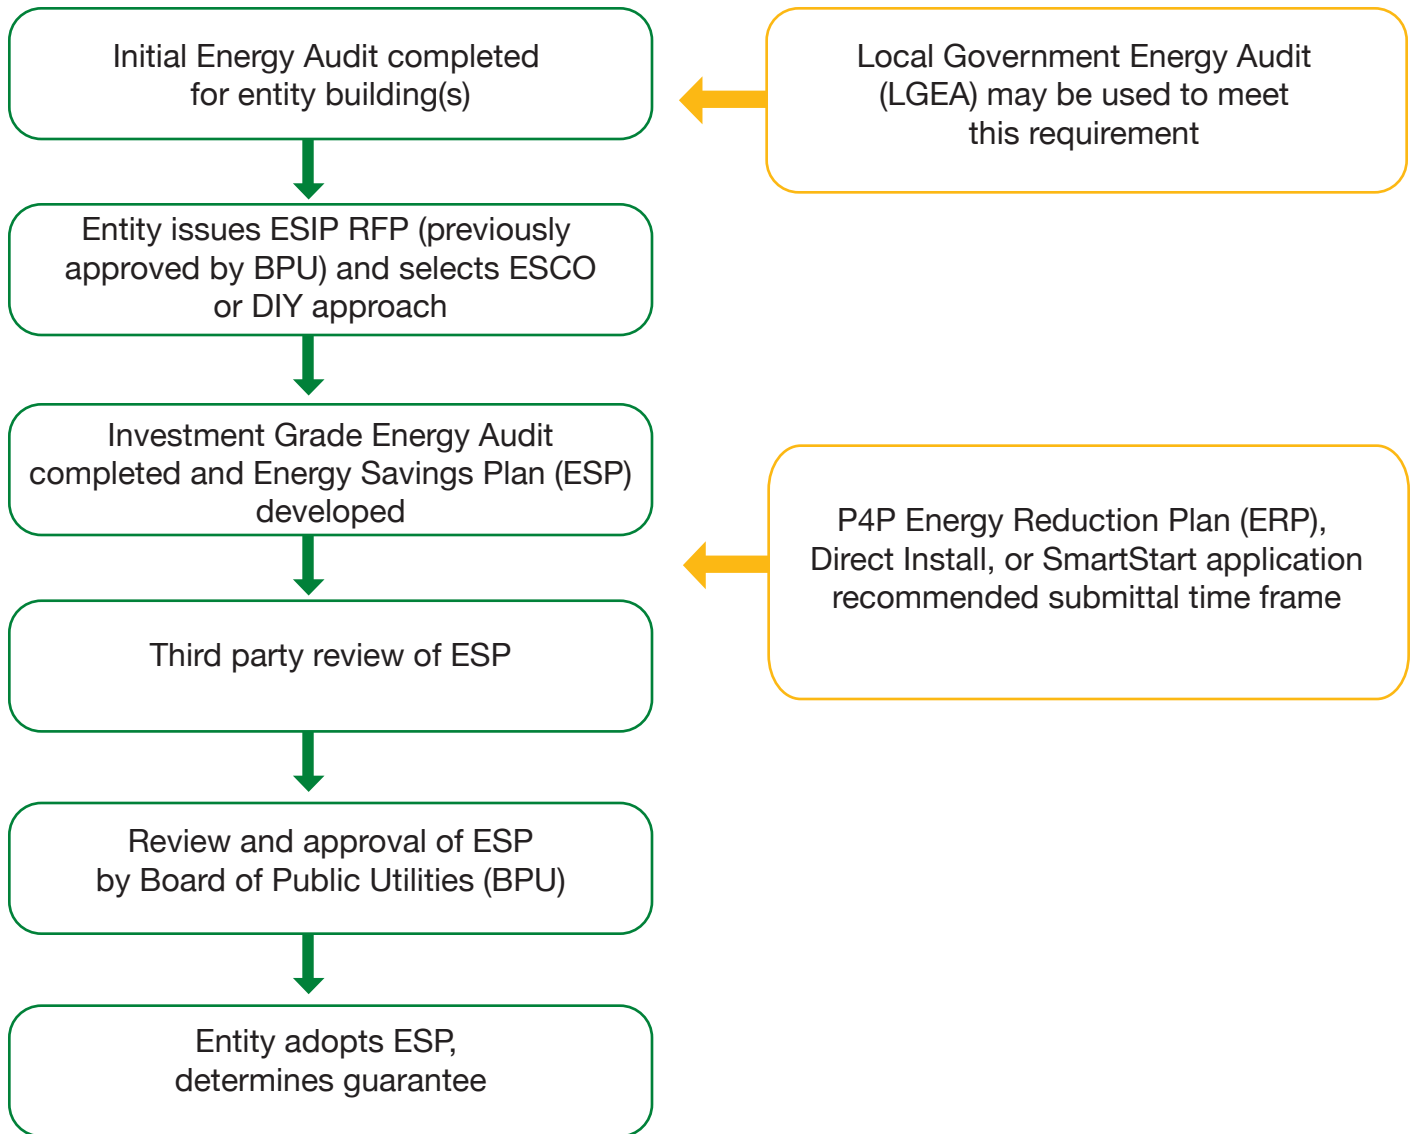 Initial Energy Audit completed
for entity building(s)
Local Government Energy Audit
(LGEA) may be used to meet
this requirement
Entity issues ESIP RFP (previously
approved by BPU) and selects ESCO
or DIY approach
Investment Grade Energy Audit
completed and Energy Savings Plan (ESP)
developed
P4P Energy Reduction Plan (ERP),
Direct Install, or SmartStart application
recommended submittal time frame
Third party review of ESP
Review and approval of ESP
by Board of Public Utilities (BPU)
Entity adopts ESP,
determines guarantee